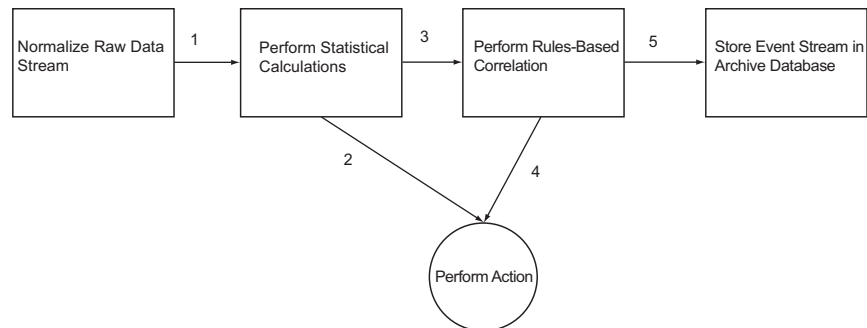 Normalize Raw Data
Stream
1
Perform Statistical
Calculations
3
Perform Rules-Based
Correlation
5
Store Event Stream in
Archive Database
2
4
Perform Action